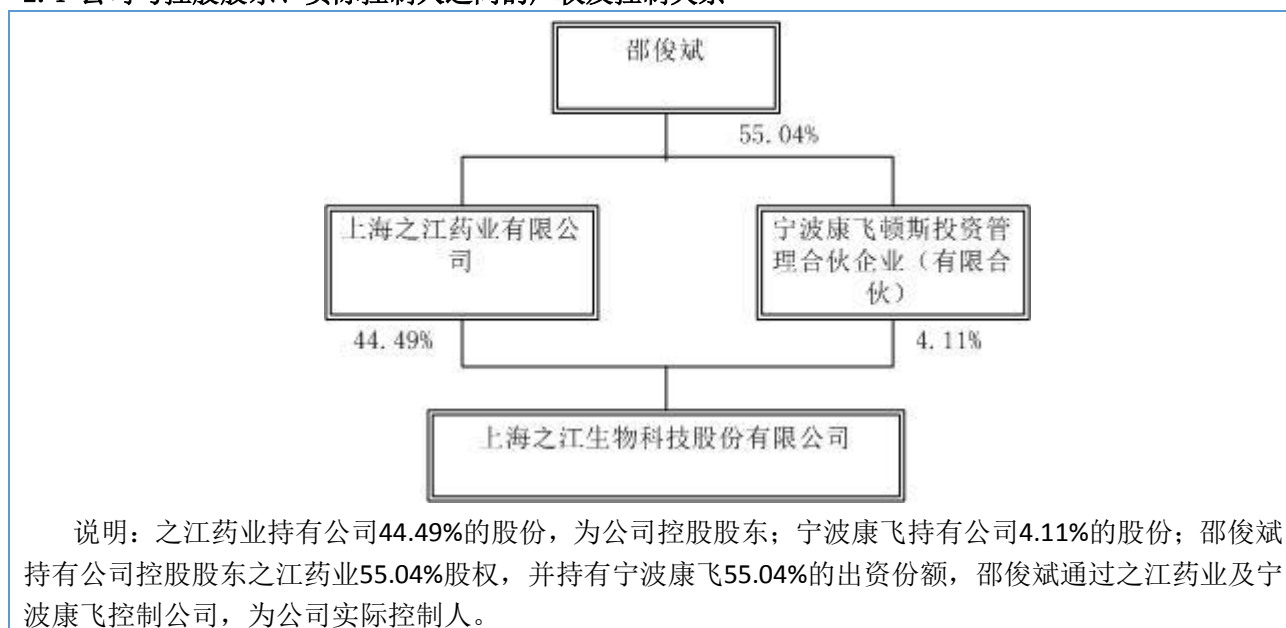 邵俊斌
55.04%
上海之江药业有限公
司
宁波康飞顿斯投资管
理合伙企业（有限合
伙）
44.49%
4.11%
上海之江生物科技股份有限公司
说明：之江药业持有公司44.49%的股份，为公司控股股东；宁波康飞持有公司4.11%的股份；邵俊斌
持有公司控股股东之江药业55.04%股权，并持有宁波康飞55.04%的出资份额，邵俊斌通过之江药业及宁
波康飞控制公司，为公司实际控制人。